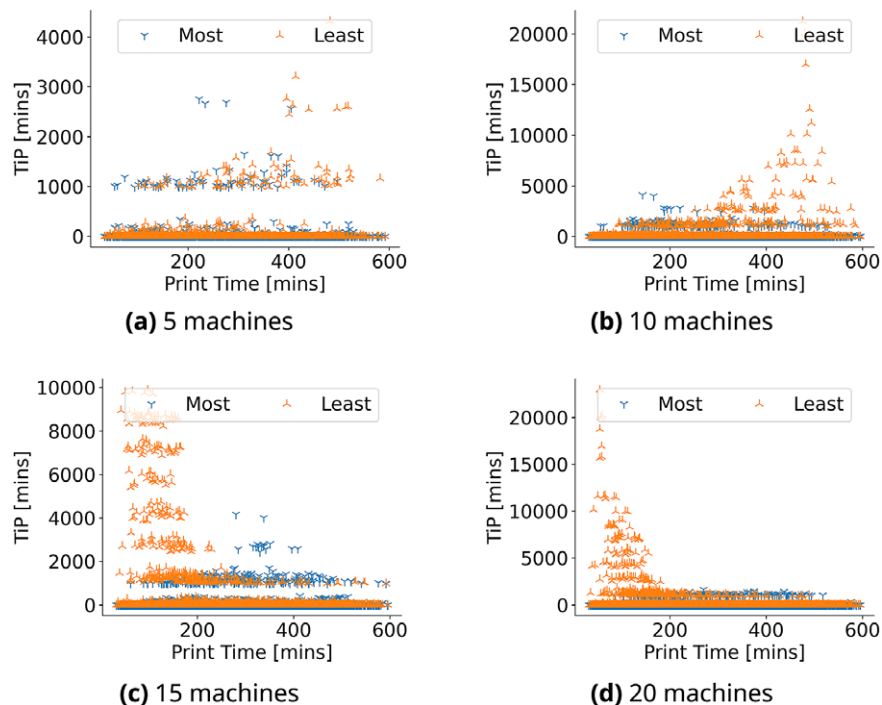 4000
3000
2000
1000
0
TiP [mins]
Most Least
200 400 600
Print Time [mins]
(a) 5 machines
20000
15000
10000
5000
0
TiP [mins]
Most Least
200 400 600
Print Time [mins]
(b) 10 machines
10000
8000
6000
4000
2000
0
TiP [mins]
Most Least
200 400 600
Print Time [mins]
(c) 15 machines
20000
15000
10000
5000
0
TiP [mins]
Most Least
200 400 600
Print Time [mins]
(d) 20 machines